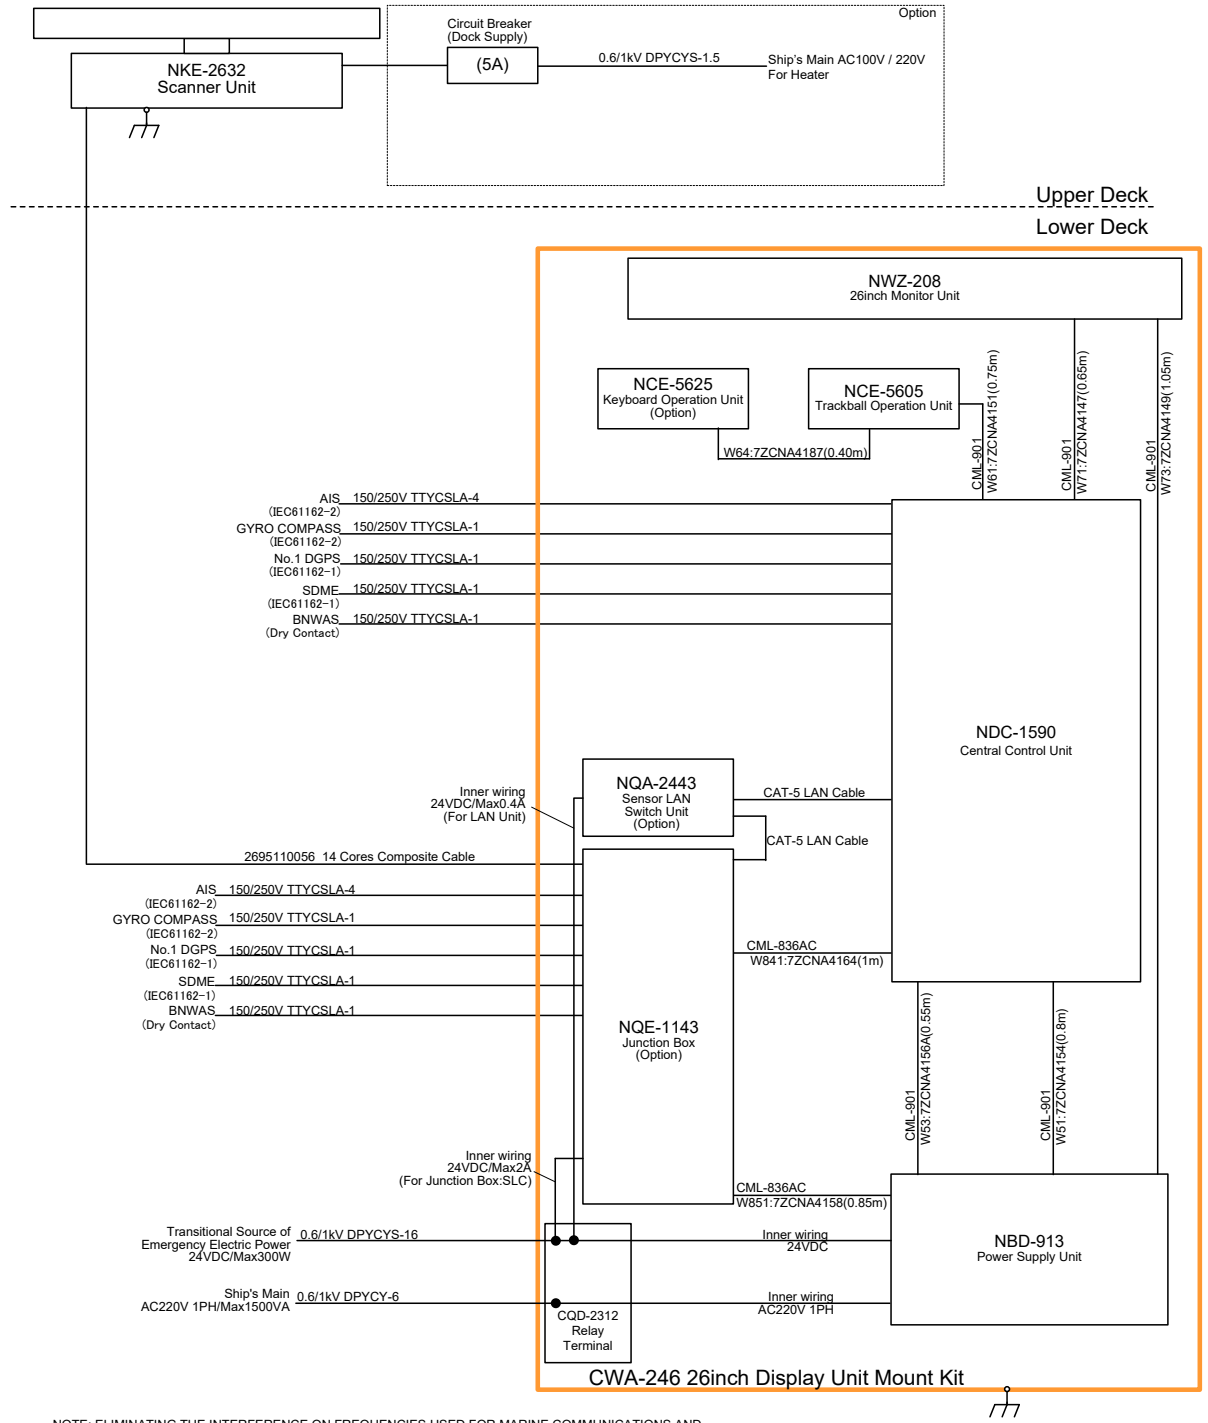 Option
Circuit Breaker
(Dock Supply)
(5A)
0.6/1kV DPYCYS-1.5
Ship's Main AC100V / 220V
For Heater
NKE-2632
Scanner Unit
Upper Deck
Lower Deck
NWZ-208
26inch Monitor Unit
NCE-5625
Keyboard Operation Unit
(Option)
NCE-5605
Trackball Operation Unit
W64:7ZCNA4187(0.40m)
CML-901
W61:7ZCNA4151(0.75m)
CML-901
W71:7ZCNA4147(0.65m)
CML-901
W73:7ZCNA4149(1.05m)
AIS 150/250V TTYCSLA-4
(IEC61162-2)
GYRO COMPASS 150/250V TTYCSLA-1
(IEC61162-2)
No.1 DGPS 150/250V TTYCSLA-1
(IEC61162-1)
SDME 150/250V TTYCSLA-1
(IEC61162-1)
BNWAS 150/250V TTYCSLA-1
(Dry Contact)
NDC-1590
Central Control Unit
NQA-2443
Sensor LAN
Switch Unit
(Option)
Inner wiring
24VDC/Max0.4A
(For LAN Unit)
CAT-5 LAN Cable
CAT-5 LAN Cable
2695110056 14 Cores Composite Cable
AIS 150/250V TTYCSLA-4
(IEC61162-2)
GYRO COMPASS 150/250V TTYCSLA-1
(IEC61162-2)
No.1 DGPS 150/250V TTYCSLA-1
(IEC61162-1)
SDME 150/250V TTYCSLA-1
(IEC61162-1)
BNWAS 150/250V TTYCSLA-1
(Dry Contact)
CML-836AC
W841:7ZCNA4164(1m)
NQE-1143
Junction Box
(Option)
CML-901
W53:7ZCNA4156A(0.55m)
CML-901
W51:7ZCNA4154(0.8m)
Inner wiring
24VDC/Max2A
(For Junction Box:SLC)
CML-836AC
W851:7ZCNA4158(0.85m)
Transitional Source of
Emergency Electric Power
24VDC/Max300W
0.6/1kV DPYCYS-16
Inner wiring
24VDC
NBD-913
Power Supply Unit
Ship's Main
AC220V 1PH/Max1500VA
0.6/1kV DPYCY-6
Inner wiring
AC220V 1PH
CQD-2312
Relay
Terminal
CWA-246 26inch Display Unit Mount Kit
NOTE: ELIMINATING THE INTERFERENCE ON FREQUENCIES USED FOR MARINE COMMUNICATIONS AND